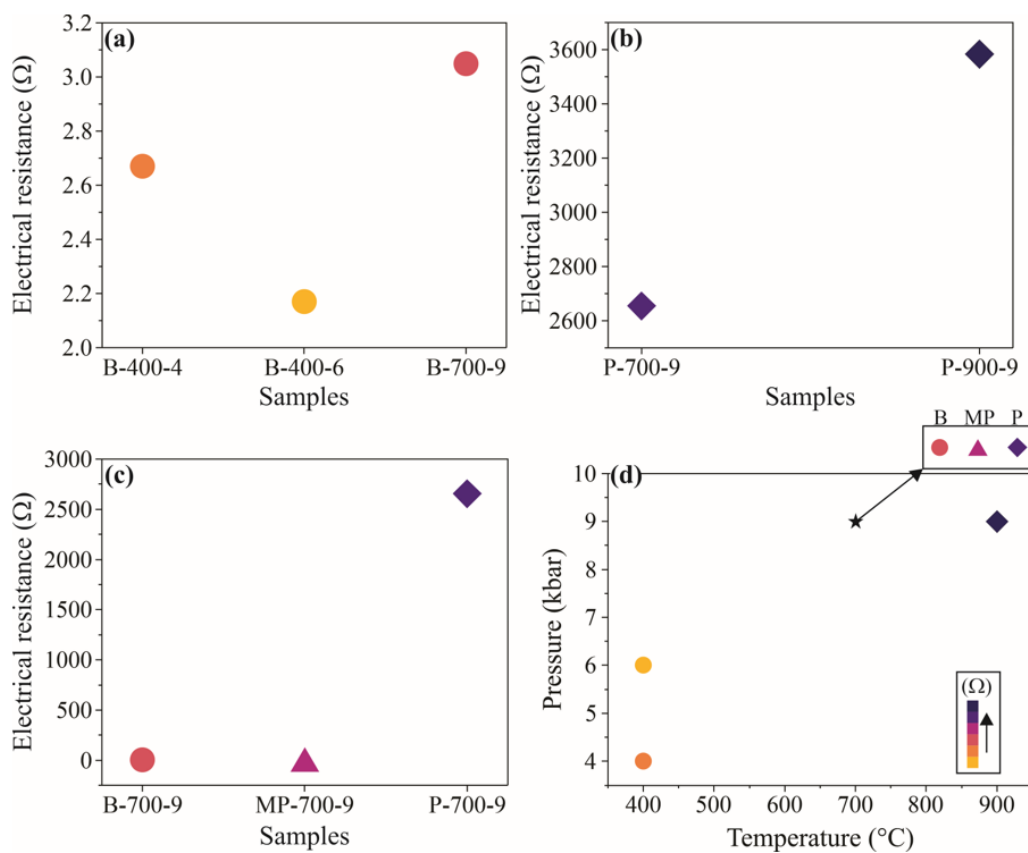 (a)
3.2
3.0
2.8
2.6
2.4
2.2
2.0
Electrical resistance (Ω)
B-400-4 B-400-6 B-700-9
Samples
(b)
3600
3400
3200
3000
2800
2600
Electrical resistance (Ω)
P-700-9 P-900-9
Samples
(c)
3000
2500
2000
1500
1000
500
0
Electrical resistance (Ω)
B-700-9 MP-700-9 P-700-9
Samples
B MP P
(d)
10
9
8
7
6
5
4
Pressure (kbar)
(Ω)
400 500 600 700 800 900
Temperature (°C)